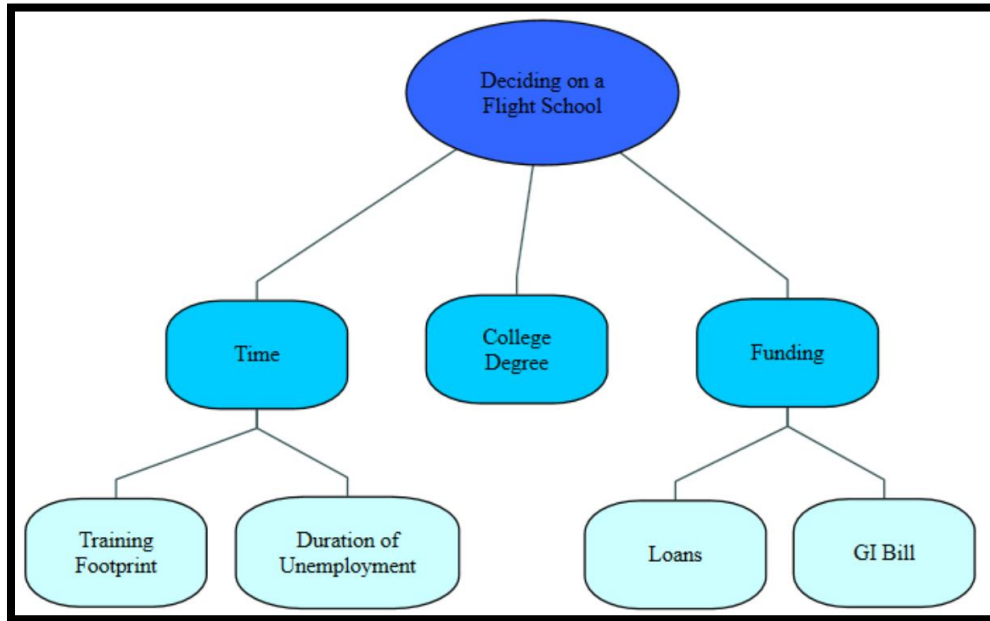 Deciding on a
Flight School
Time
College
Degree
Funding
Training
Footprint
Duration of
Unemployment
Loans
GI Bill